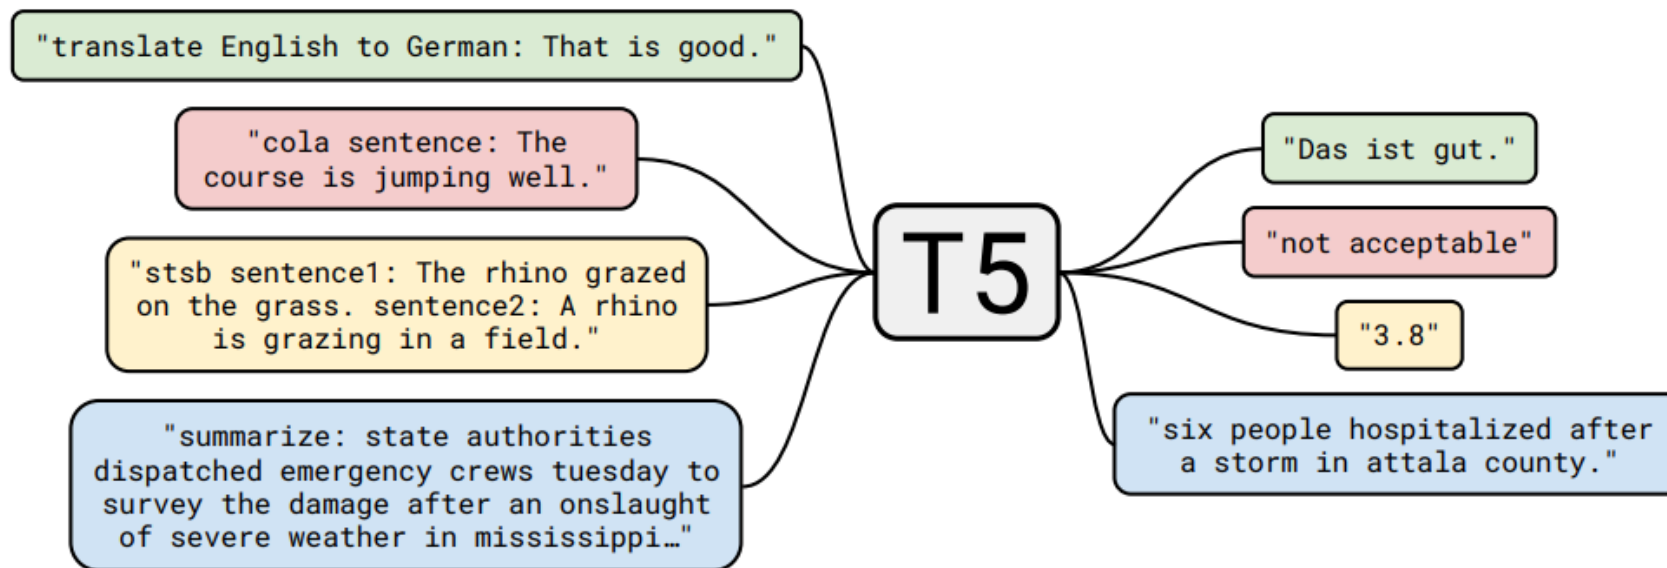 "translate English to German: That is good."
"cola sentence: The
course is jumping well."
"stsb sentence1: The rhino grazed
on the grass. sentence2: A rhino
is grazing in a field."
"summarize: state authorities
dispatched emergency crews tuesday to
survey the damage after an onslaught
of severe weather in mississippi…"
T5
"Das ist gut."
"not acceptable"
"3.8"
"six people hospitalized after
a storm in attala county."